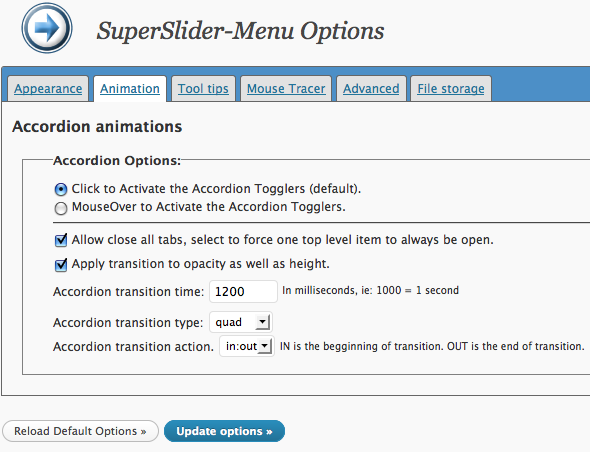 SuperSlider-Menu Options
Appearance Animation Tool tips Mouse Tracer Advanced File storage
Accordion animations
Accordion Options:
Click to Activate the Accordion Togglers (default).
MouseOver to Activate the Accordion Togglers.
Allow close all tabs, select to force one top level item to always be open.
Apply transition to opacity as well as height.
Accordion transition time: 1200 In milliseconds, ie: 1000 = 1 second
Accordion transition type: quad
Accordion transition action. in:out IN is the begginning of transition. OUT is the end of transition.
Reload Default Options » Update options »